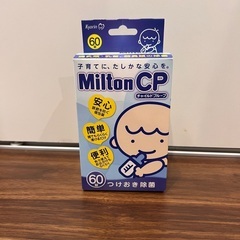 Kyorin
60
子育てに、たしかな安心を。
Milton CP
チャイルドプルーフ
安心
簡単
便利
60
つけおき除菌